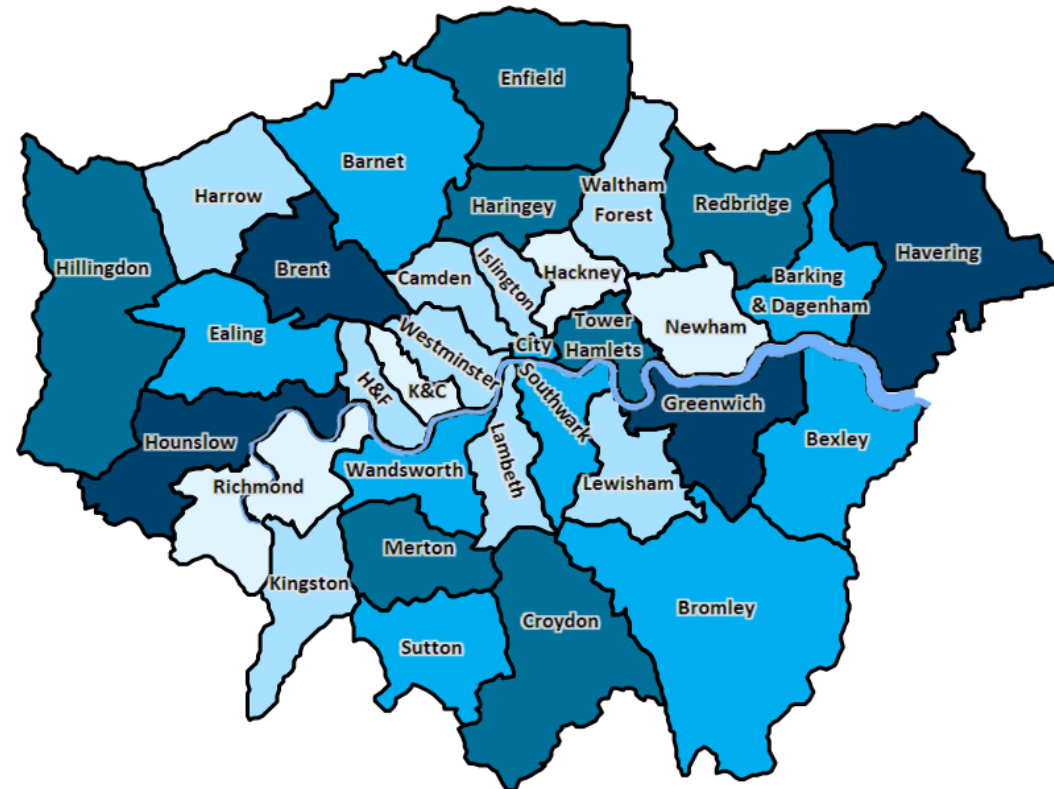 Enfield
Barnet
Harrow
Haringey
Waltham
Forest
Redbridge
Havering
Hillingdon
Brent
Camden
Islington
Hackney
Barking
& Dagenham
Ealing
Westminster
City
Tower
Hamlets
Newham
H&F
K&C
Southwark
Greenwich
Hounslow
Bexley
Lambeth
Wandsworth
Lewisham
Richmond
Merton
Kingston
Bromley
Croydon
Sutton